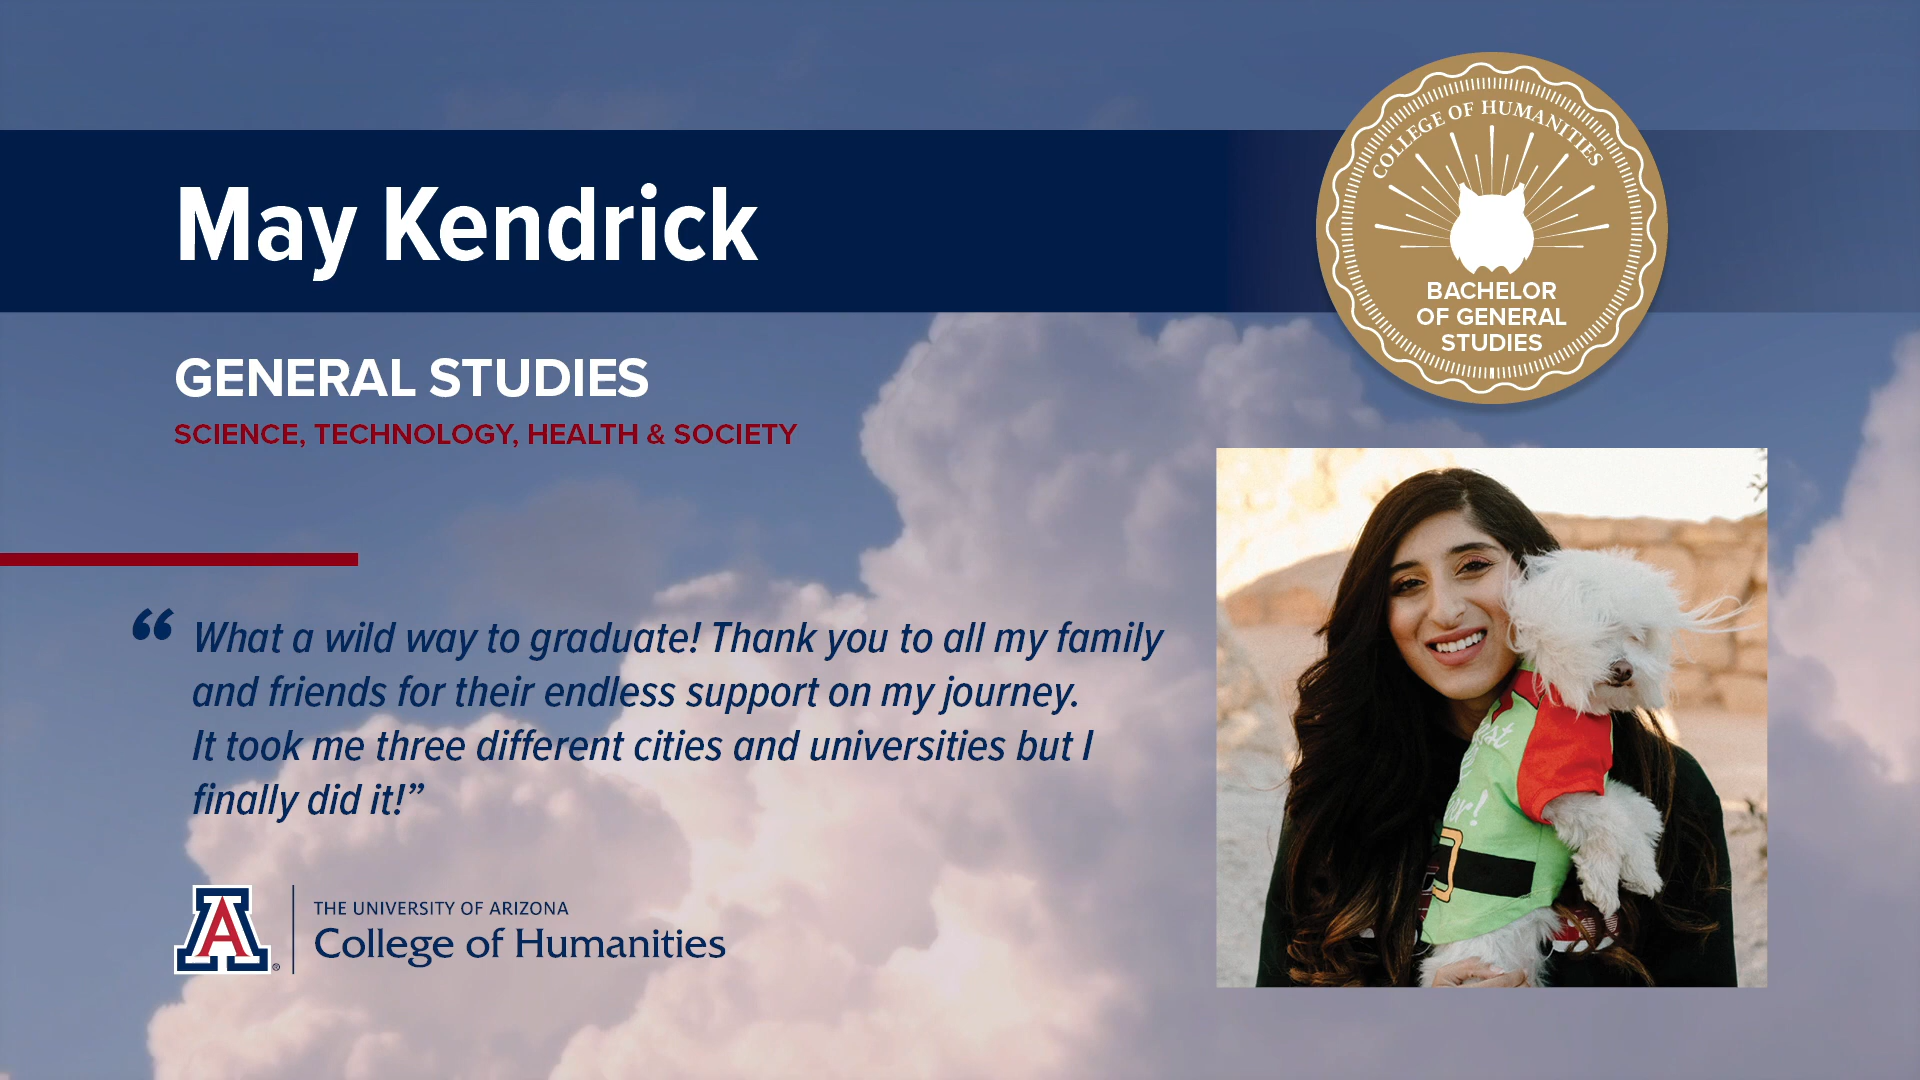 May Kendrick
COLLEGE OF HUMANITIES
BACHELOR
OF GENERAL
STUDIES
GENERAL STUDIES
SCIENCE, TECHNOLOGY, HEALTH & SOCIETY
“What a wild way to graduate! Thank you to all my family
and friends for their endless support on my journey.
It took me three different cities and universities but I
finally did it!”
A
®
THE UNIVERSITY OF ARIZONA
College of Humanities